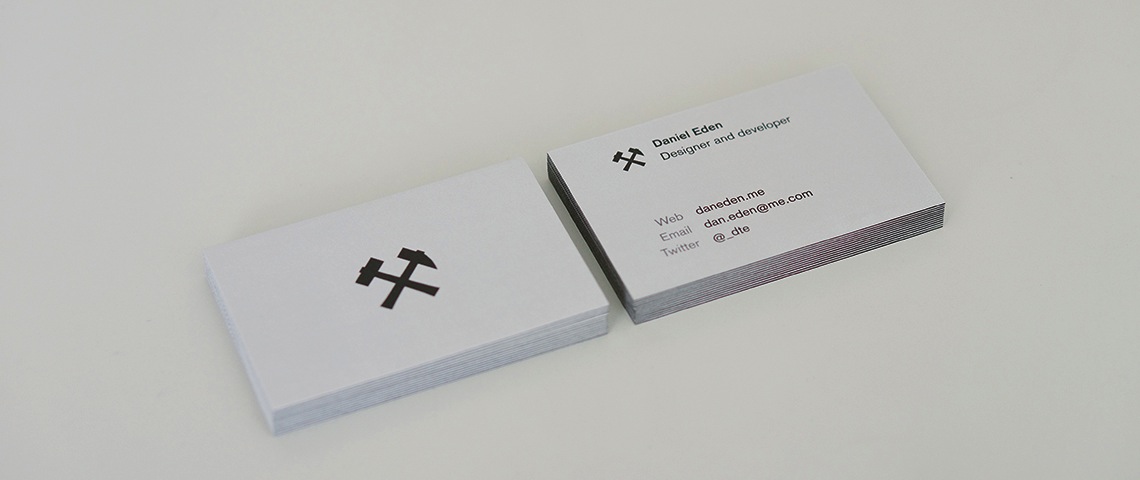 Daniel Eden
Designer and developer
Web daneden.me
Email dan.eden@me.com
Twitter @_dte